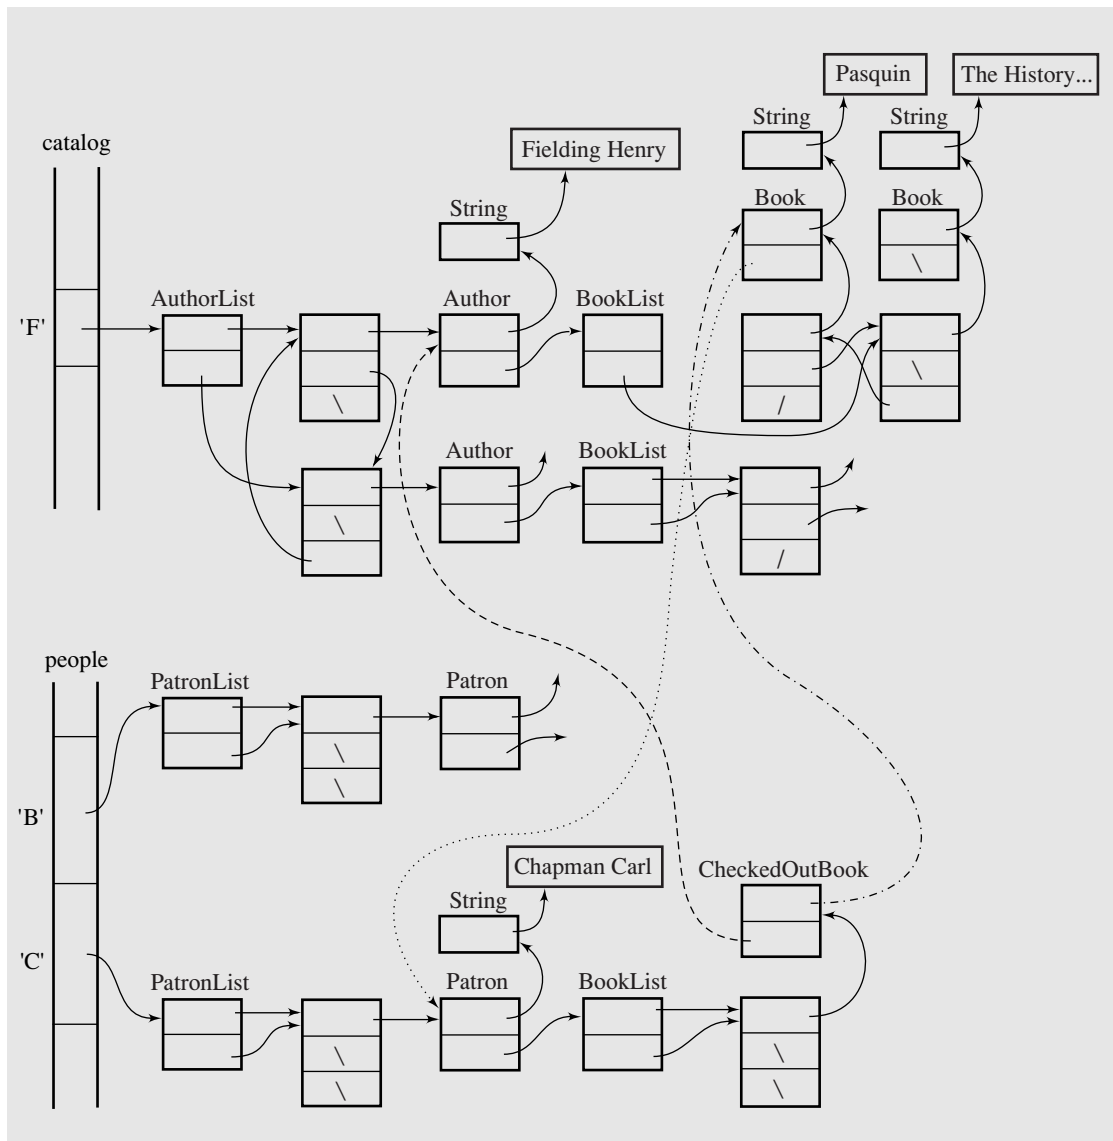 Pasquin
The History...
String
String
catalog
Fielding Henry
String
Book
Book
\
AuthorList
Author
BookList
'F'
\
\
/
Author
BookList
\
/
people
PatronList
Patron
\
\
'B'
Chapman Carl
CheckedOutBook
String
'C'
PatronList
Patron
BookList
\
\
\
\